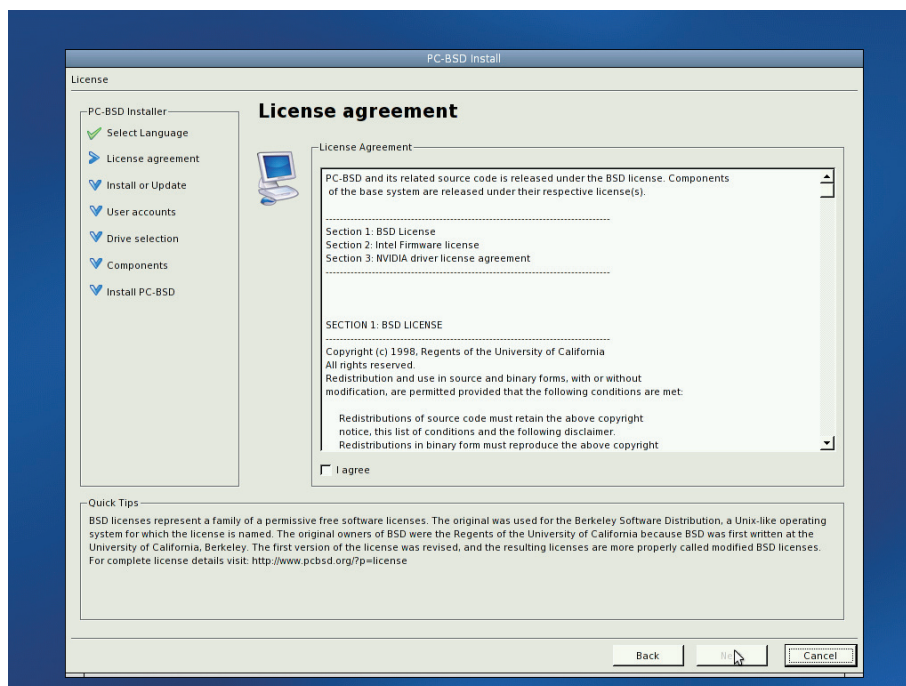 PC-BSD Install
License
PC-BSD Installer
Select Language
License agreement
Install or Update
User accounts
Drive selection
Components
Install PC-BSD
License agreement
License Agreement
PC-BSD and its related source code is released under the BSD license. Components
of the base system are released under their respective license(s).
--------------------------------------------------------------------------------
Section 1: BSD License
Section 2: Intel Firmware license
Section 3: NVIDIA driver license agreement
--------------------------------------------------------------------------------
SECTION 1: BSD LICENSE
--------------------------------------------------------------------------------
Copyright (c) 1998, Regents of the University of California
All rights reserved.
Redistribution and use in source and binary forms, with or without
modification, are permitted provided that the following conditions are met:
Redistributions of source code must retain the above copyright
notice, this list of conditions and the following disclaimer.
Redistributions in binary form must reproduce the above copyright
I agree
Quick Tips
BSD licenses represent a family of a permissive free software licenses. The original was used for the Berkeley Software Distribution, a Unix-like operating
system for which the license is named. The original owners of BSD were the Regents of the University of California because BSD was first written at the
University of California, Berkeley. The first version of the license was revised, and the resulting licenses are more properly called modified BSD licenses.
For complete license details visit: http://www.pcbsd.org/?p=license
Back
Cancel